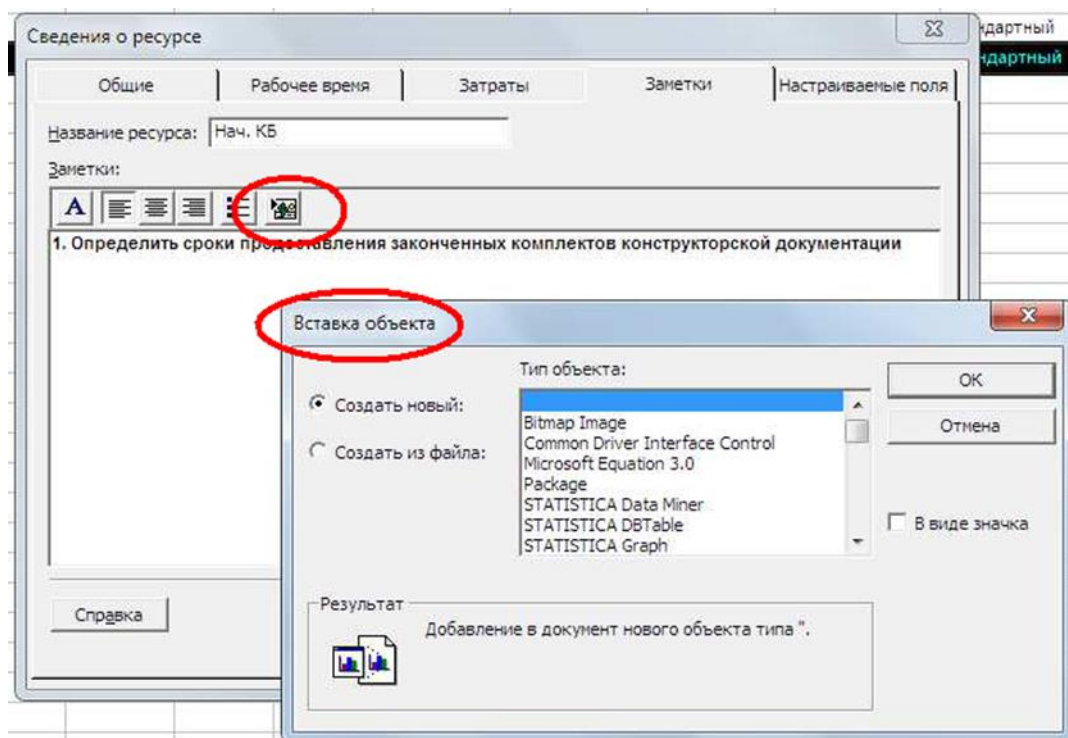 ндартный
Сведения о ресурсе
ндартный
Общие
Рабочее время
Затраты
Заметки
Настраиваемые поля
Название ресурса: Нач. КБ
Заметки:
A
1. Определить сроки предоставления законченных комплектов конструкторской документации
Вставка объекта
Тип объекта:
Создать новый:
Создать из файла:
Bitmap Image
Common Driver Interface Control
Microsoft Equation 3.0
Package
STATISTICA Data Miner
STATISTICA DBTable
STATISTICA Graph
OK
Отмена
В виде значка
Справка
Результат
Добавление в документ нового объекта типа ".